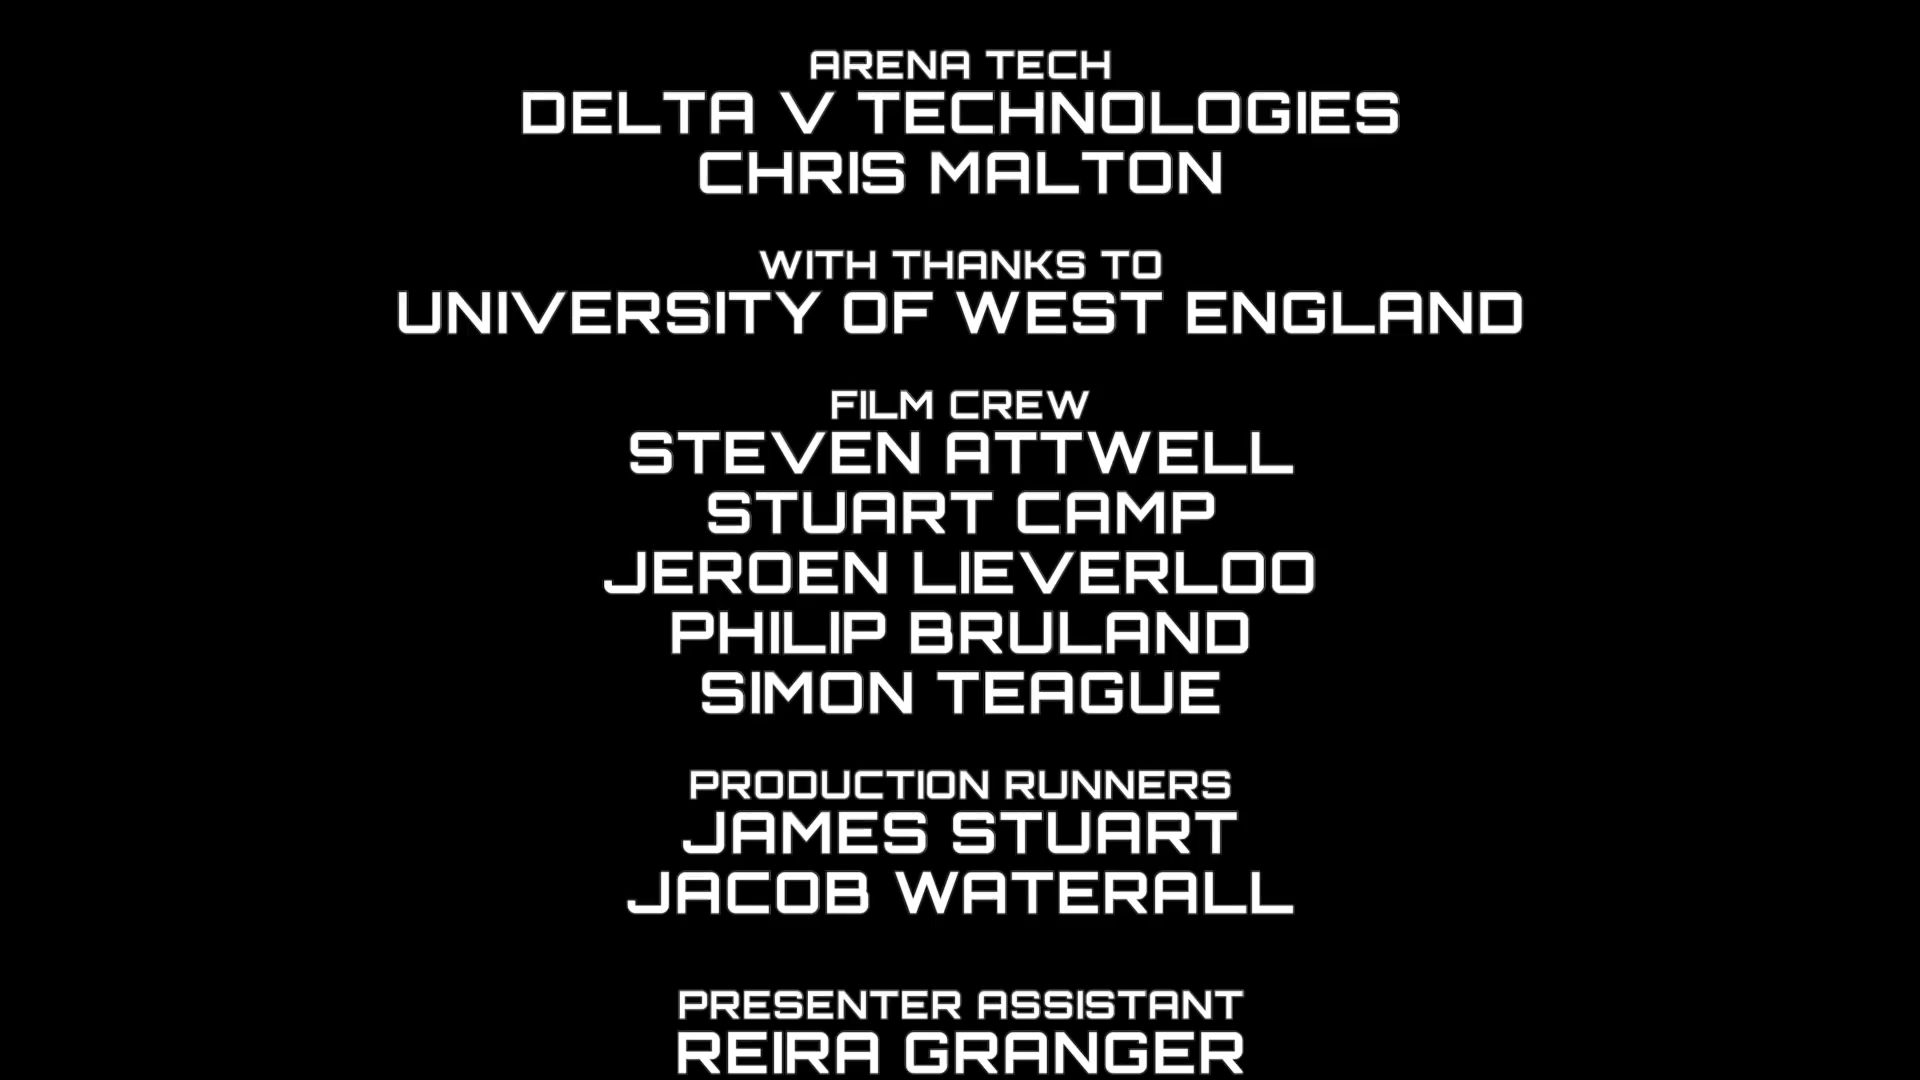 ARENA TECH
DELTA V TECHNOLOGIES
CHRIS MALTON
WITH THANKS TO
UNIVERSITY OF WEST ENGLAND
FILM CREW
STEVEN ATTWELL
STUART CAMP
JEROEN LIEVERLOO
PHILIP BRULAND
SIMON TEAGUE
PRODUCTION RUNNERS
JAMES STUART
JACOB WATERALL
PRESENTER ASSISTANT
REIRA GRANGER